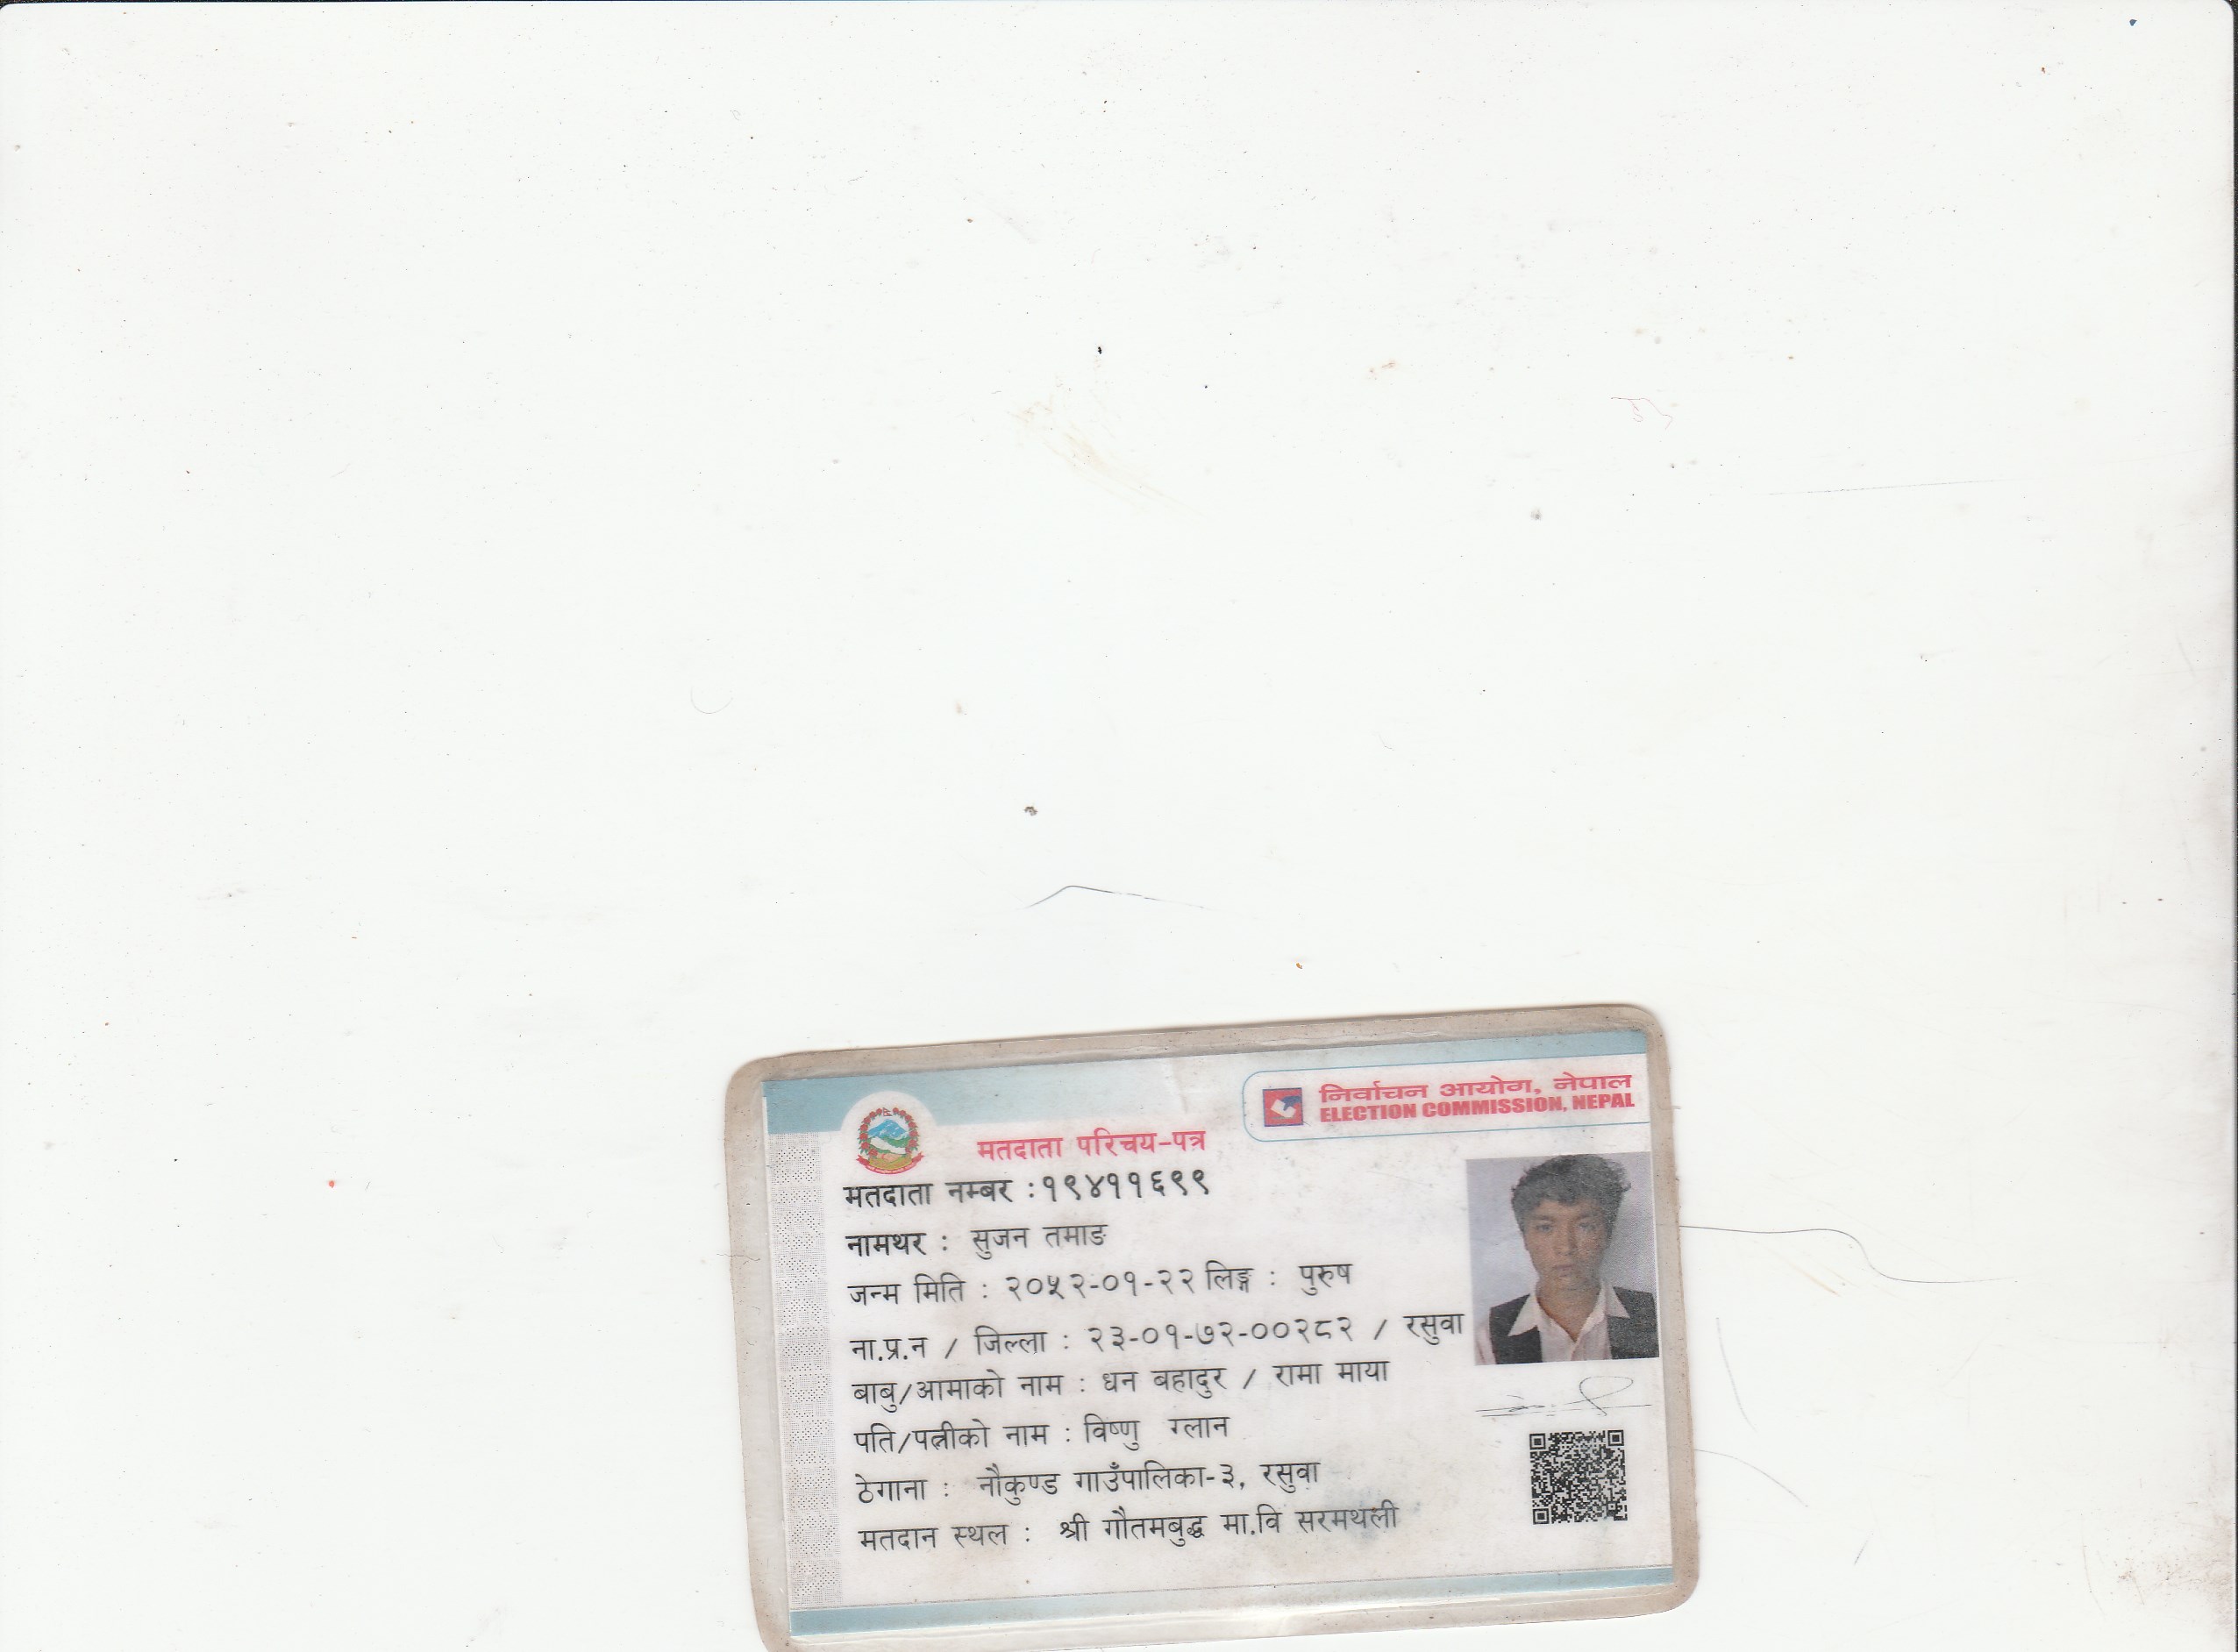 निर्वाचन आयोग, नेपाल
ELECTION COMMISSION, NEPAL
मतदाता परिचय-पत्र
मतदाता नम्बर : १९४११६९९
नामथर : सुजन तमाङ
जन्म मिति : २०५२-०१-२२ लिङ्ग : पुरुष
ना.प्र.न / जिल्ला : २३-०१-७२-००२८२ / रसुवा
बाबु/आमाको नाम : धन बहादुर / रामा माया
पति/पत्नीको नाम : विष्णु ग्लान
ठेगाना : नौकुण्ड गाउँपालिका-३, रसुवा
मतदान स्थल : श्री गौतमबुद्ध मा.वि सरमथली